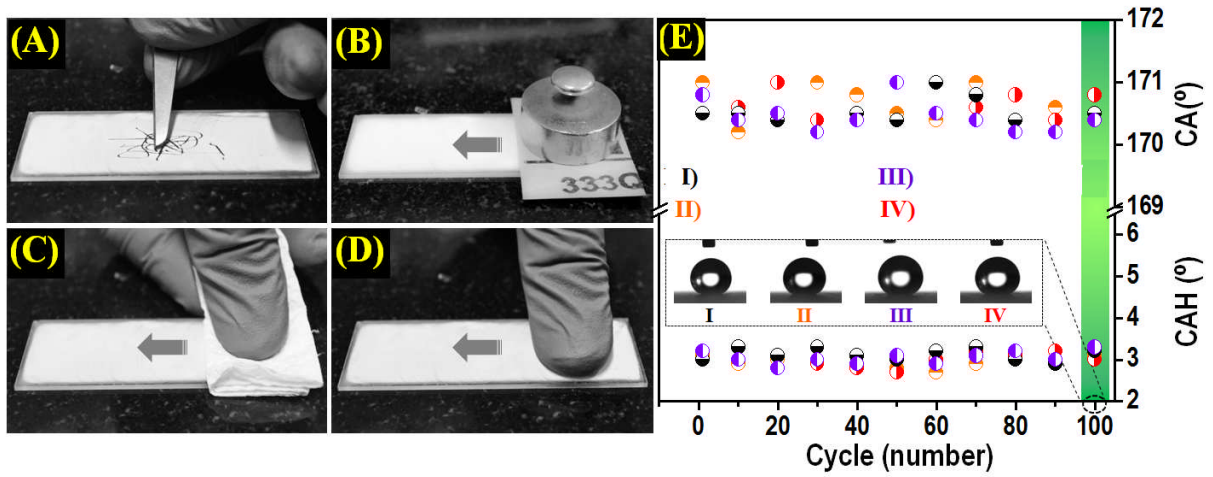 (A)
(B)
333Q
(C)
(D)
(E)
I)
II)
III)
IV)
I
II
III
IV
172
171
170
169
CA(º)
6
5
4
3
2
CAH (º)
0
20
40
60
80
100
Cycle (number)